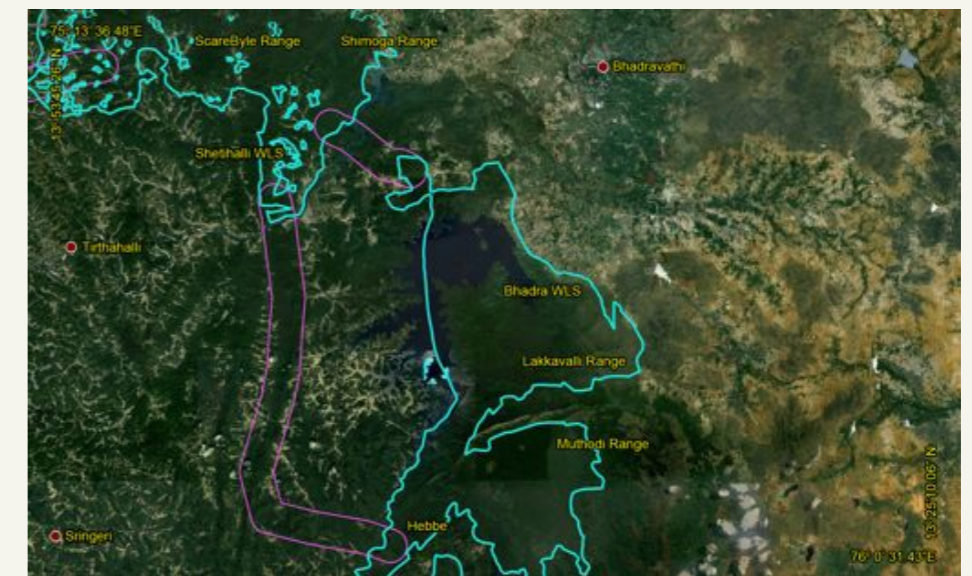 75° 13' 36.48"E
ScareByle Range
Shimoga Range
Bhadravathi
Shetihalli WLS
Tirthahalli
Bhadra WLS
Lakkavalli Range
Muthodi Range
Hebbe
Sringeri
76° 0' 31.43"E